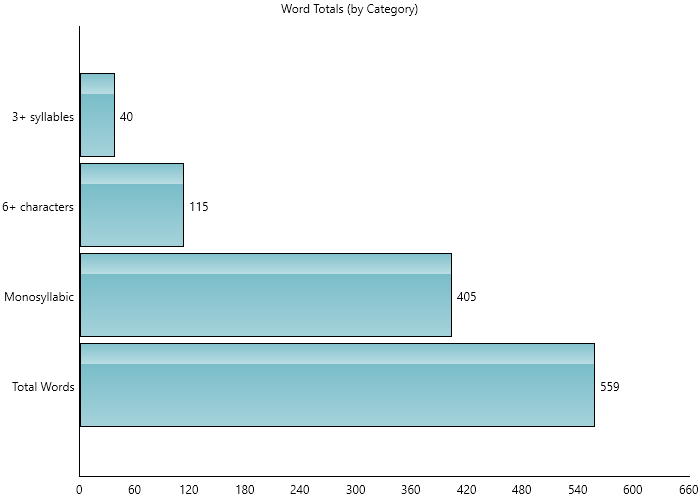 Word Totals (by Category)
3+ syllables 40
6+ characters 115
Monosyllabic 405
Total Words 559
0 60 120 180 240 300 360 420 480 540 600 660